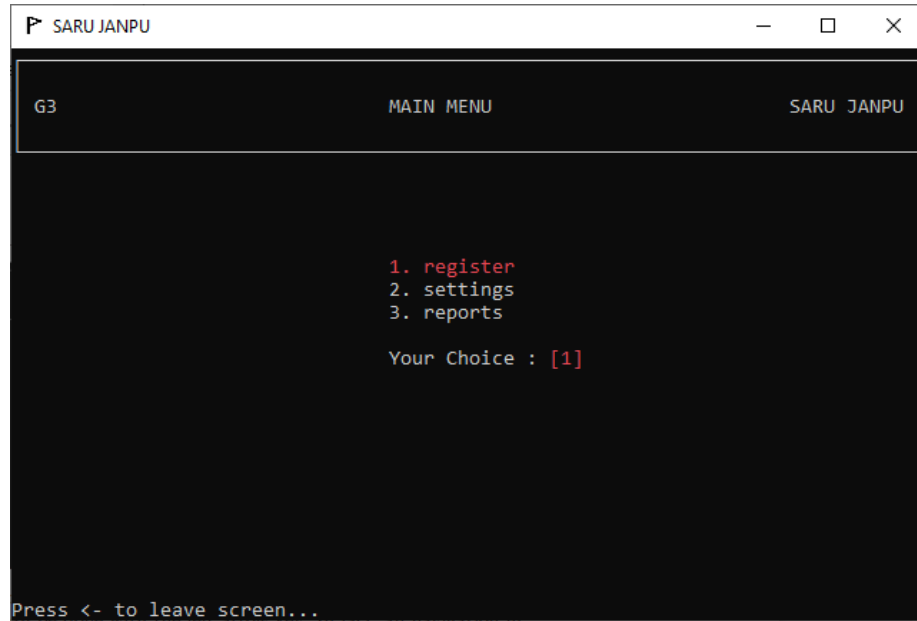 SARU JANPU
G3 MAIN MENU SARU JANPU
1. register
2. settings
3. reports
Your Choice : [1]
Press <- to leave screen...